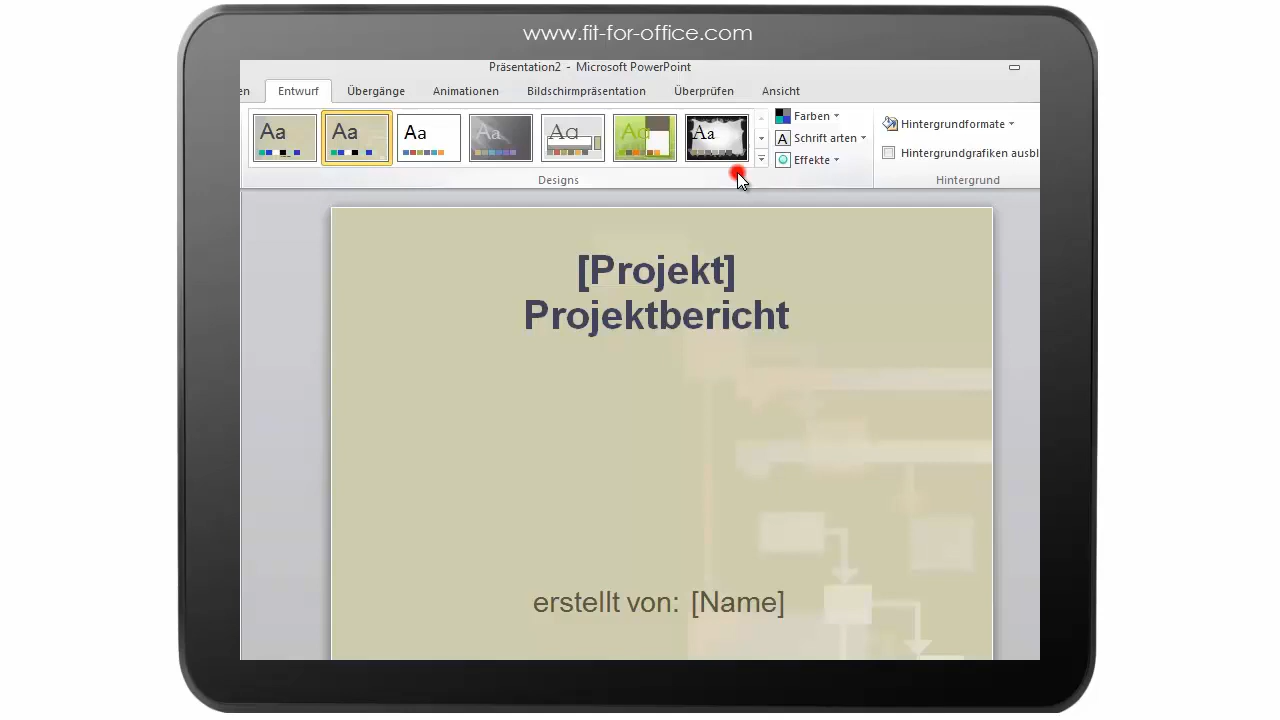 www.fit-for-office.com
Präsentation2 - Microsoft PowerPoint
en Entwurf Übergänge Animationen Bildschirmpräsentation Überprüfen Ansicht
Aa Aa Aa Aa Aa Aa Aa
Farben
Schrift arten
Effekte
Hintergrundformate
Hintergrundgrafiken ausbl
Designs
Hintergrund
[Projekt]
Projektbericht
erstellt von: [Name]